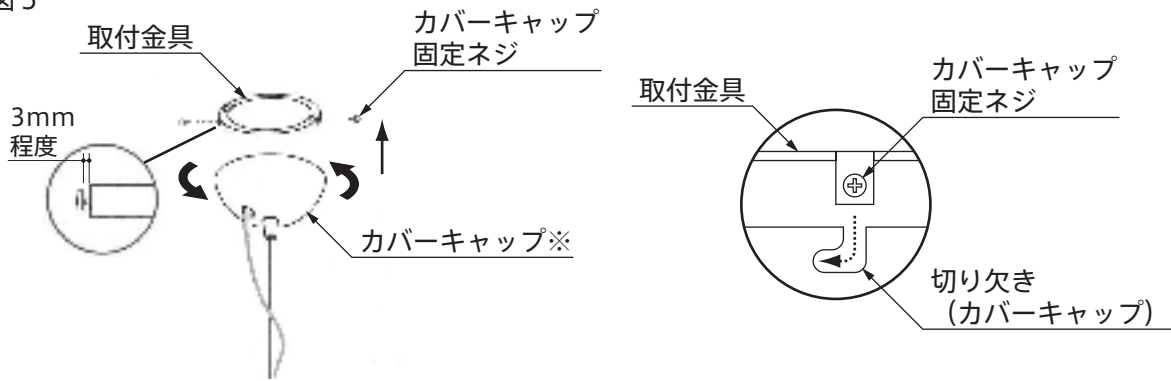 図5
取付金具
カバーキャップ
固定ネジ
3mm
程度
カバーキャップ※
取付金具
カバーキャップ
固定ネジ
切り欠き
（カバーキャップ）